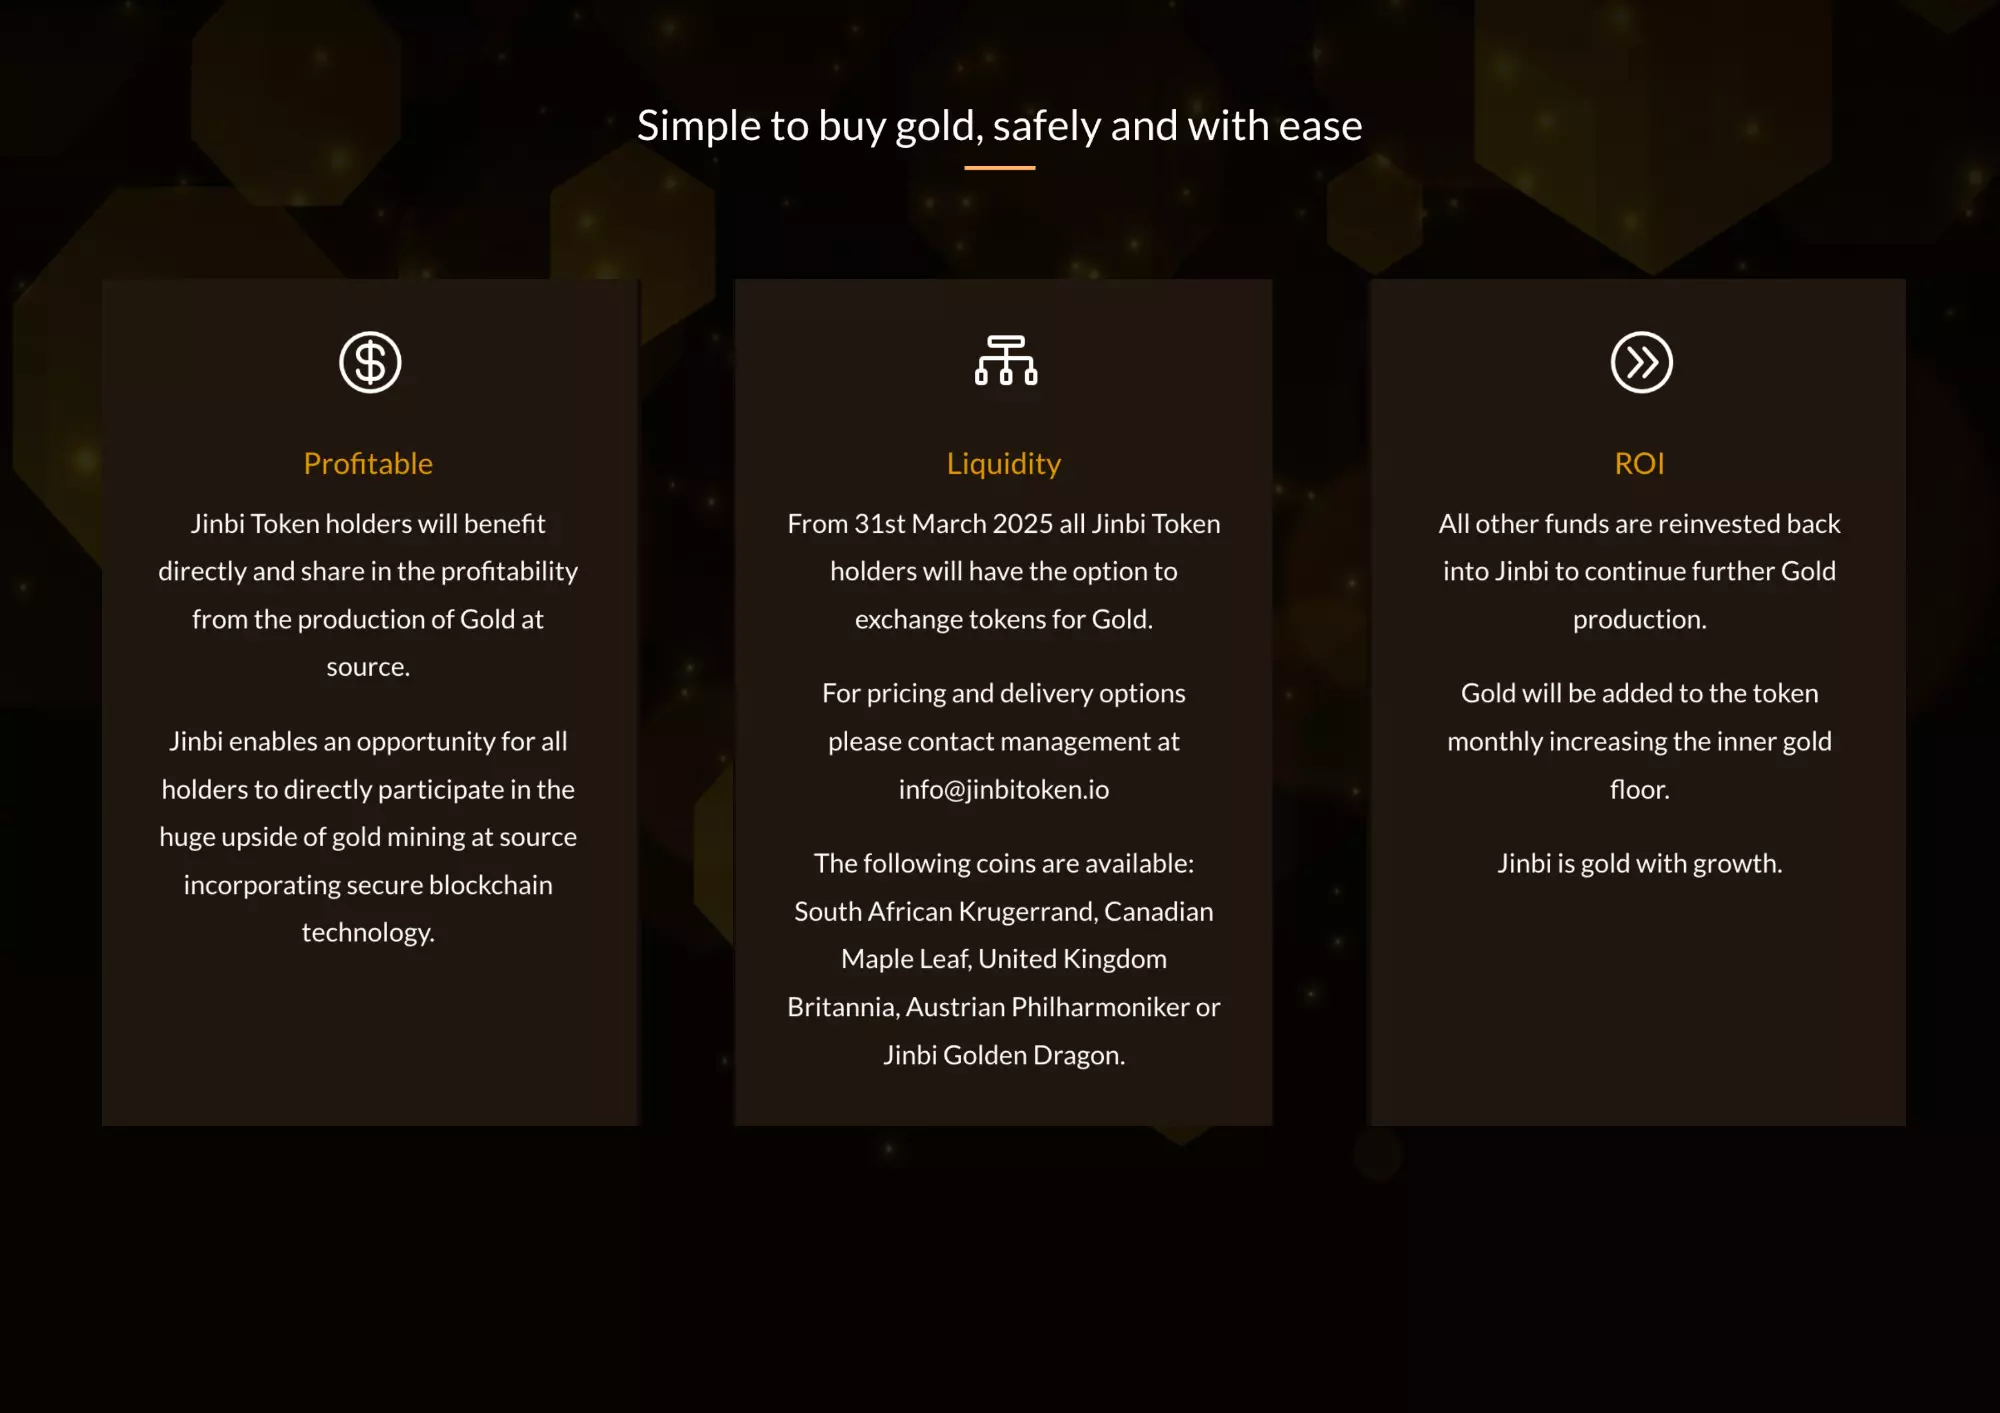 Simple to buy gold, safely and with ease
Profitable
Jinbi Token holders will benefit
directly and share in the profitability
from the production of Gold at
source.
Jinbi enables an opportunity for all
holders to directly participate in the
huge upside of gold mining at source
incorporating secure blockchain
technology.
Liquidity
From 31st March 2025 all Jinbi Token
holders will have the option to
exchange tokens for Gold.
For pricing and delivery options
please contact management at
info@jinbitoken.io
The following coins are available:
South African Krugerrand, Canadian
Maple Leaf, United Kingdom
Britannia, Austrian Philharmoniker or
Jinbi Golden Dragon.
ROI
All other funds are reinvested back
into Jinbi to continue further Gold
production.
Gold will be added to the token
monthly increasing the inner gold
floor.
Jinbi is gold with growth.